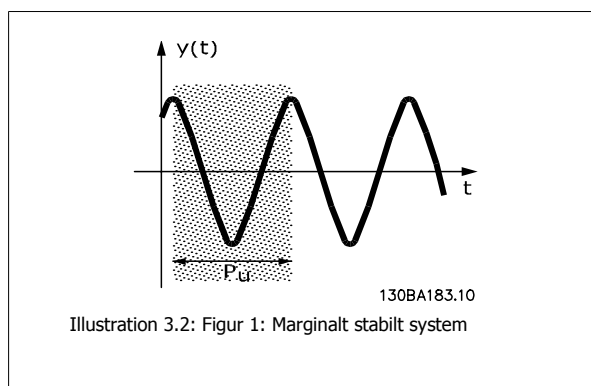 y(t)
t
Pu
130BA183.10
Illustration 3.2: Figur 1: Marginalt stabilt system